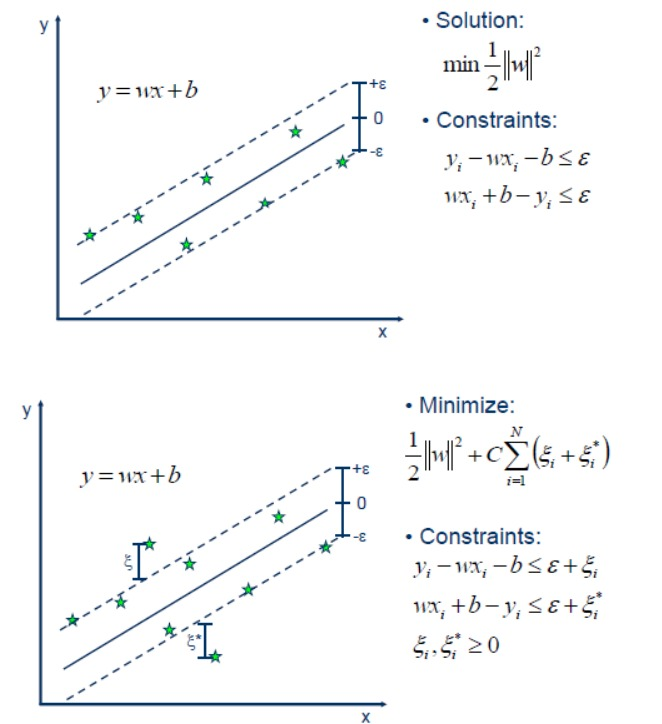 y
y = wx + b
+ε
0
-ε
x
• Solution:
min 1/2 ||w||²
• Constraints:
yᵢ − wxᵢ − b ≤ ε
wxᵢ + b − yᵢ ≤ ε
y
y = wx + b
+ε
0
-ε
ξ
ξ*
x
• Minimize:
1/2 ||w||² + C ∑ᵢ₌₁ᴺ (ξᵢ + ξᵢ*)
• Constraints:
yᵢ − wxᵢ − b ≤ ε + ξᵢ
wxᵢ + b − yᵢ ≤ ε + ξᵢ*
ξᵢ, ξᵢ* ≥ 0